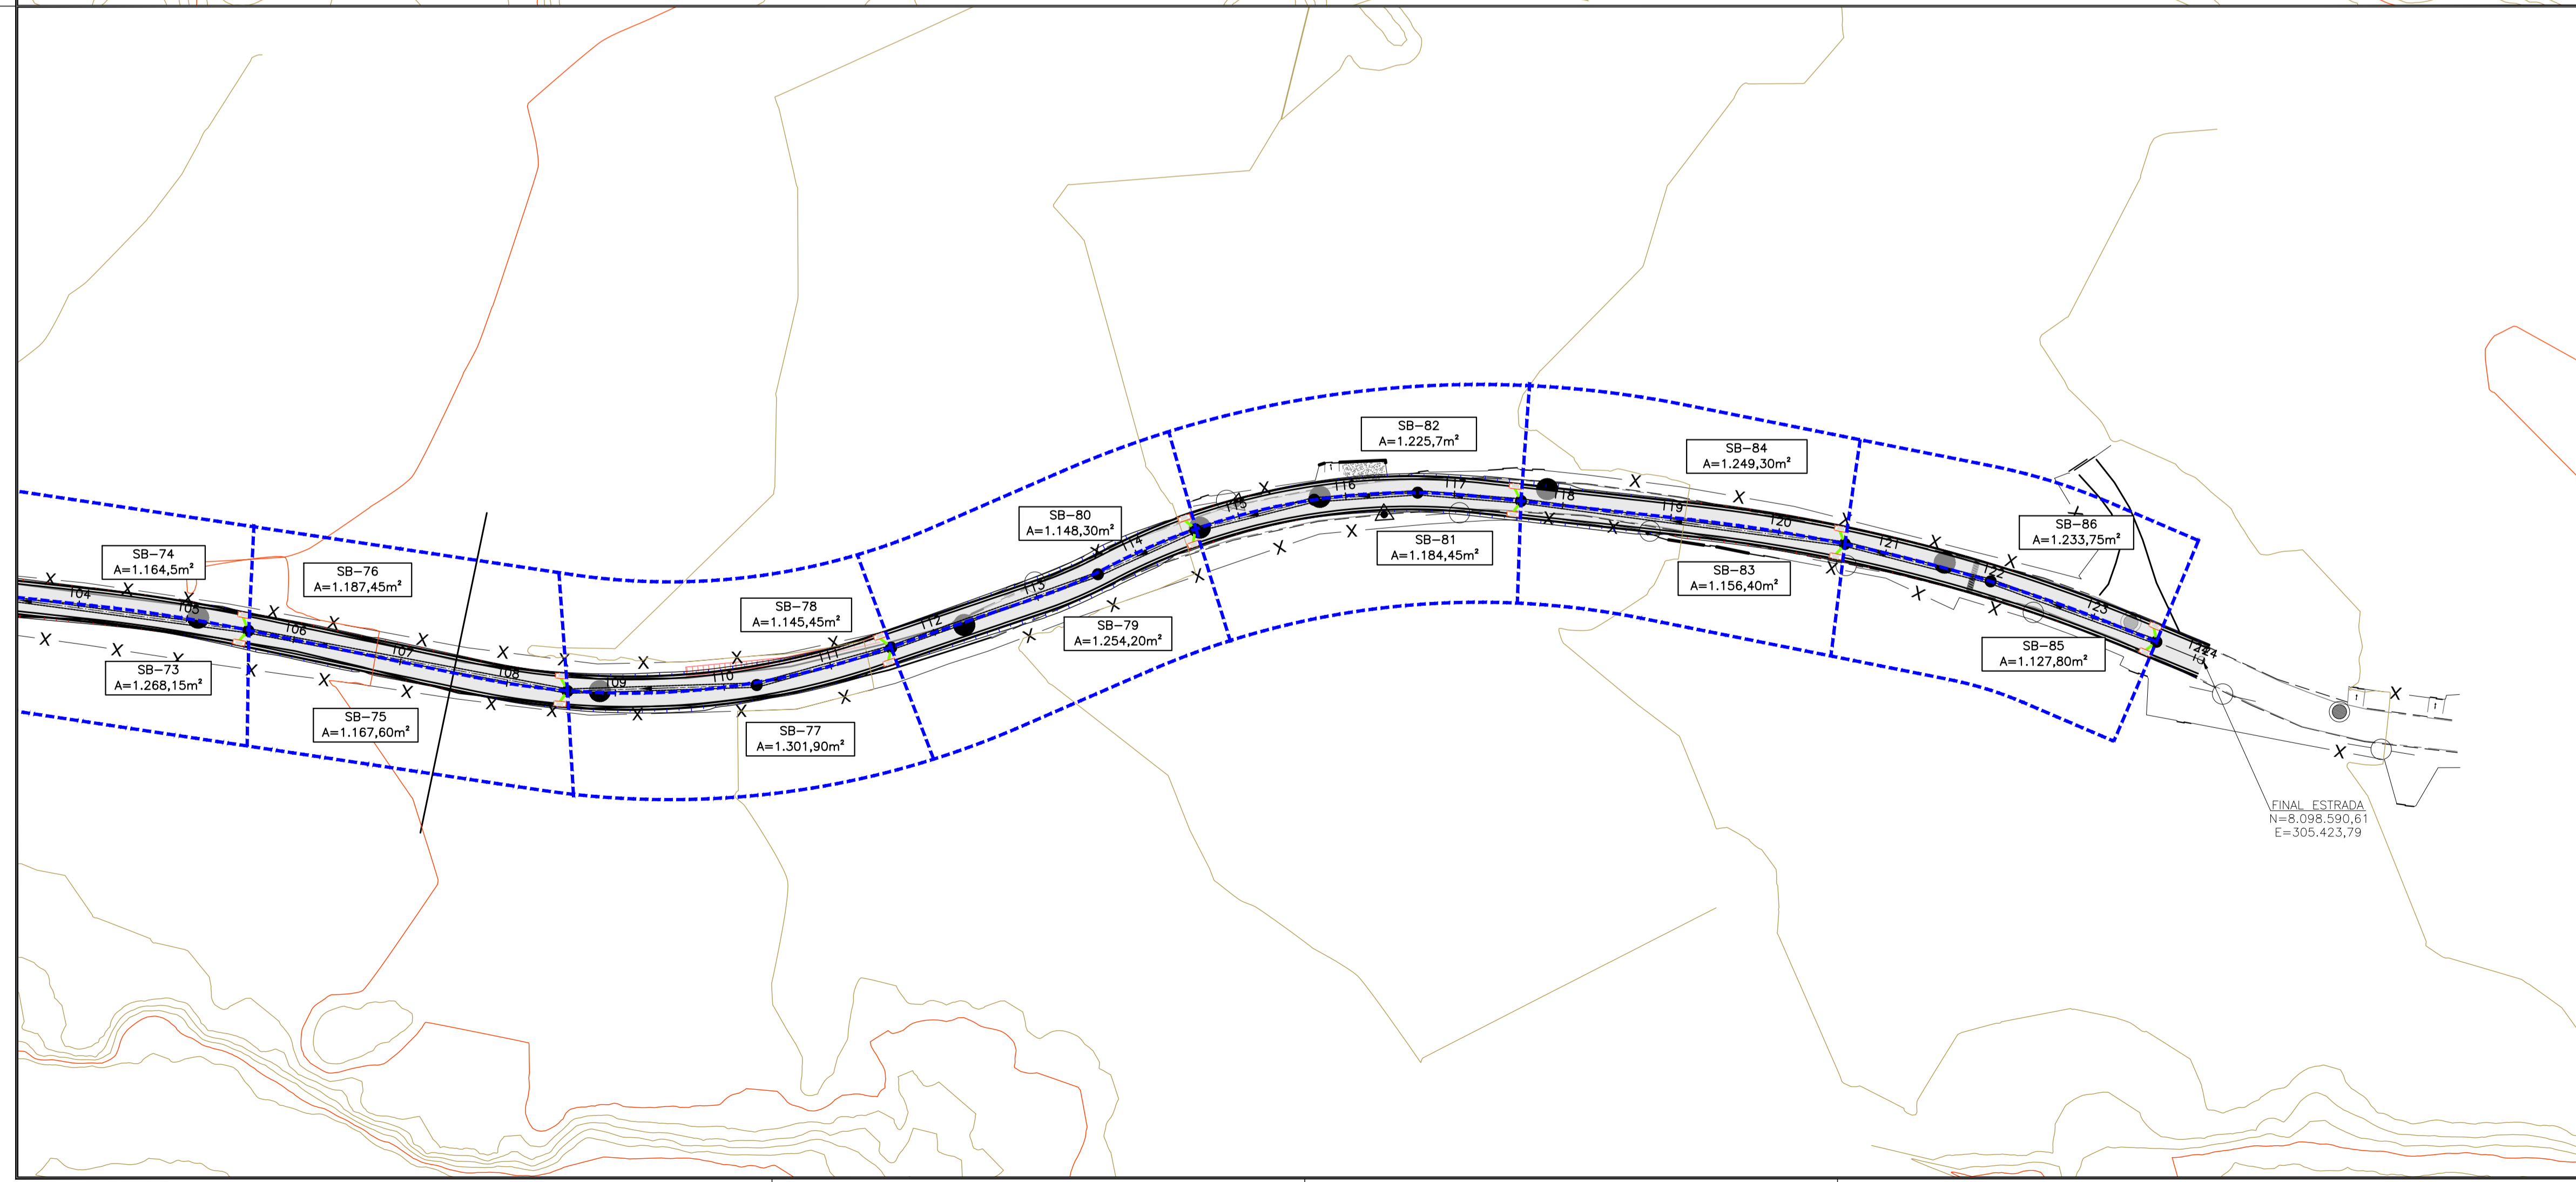 SB-82
A=1.225,7m²
SB-84
A=1.249,30m²
SB-80
A=1.148,30m²
SB-86
A=1.233,75m²
SB-81
A=1.184,45m²
SB-74
A=1.164,5m²
SB-76
A=1.187,45m²
SB-83
A=1.156,40m²
SB-78
A=1.145,45m²
SB-79
A=1.254,20m²
SB-85
A=1.127,80m²
SB-73
A=1.268,15m²
SB-75
A=1.167,60m²
SB-77
A=1.301,90m²
104
105
106
107
108
109
110
111
112
113
114
115
116
117
118
119
120
121
122
123
124
FINAL ESTRADA
N=8.098.590,61
E=305.423,79